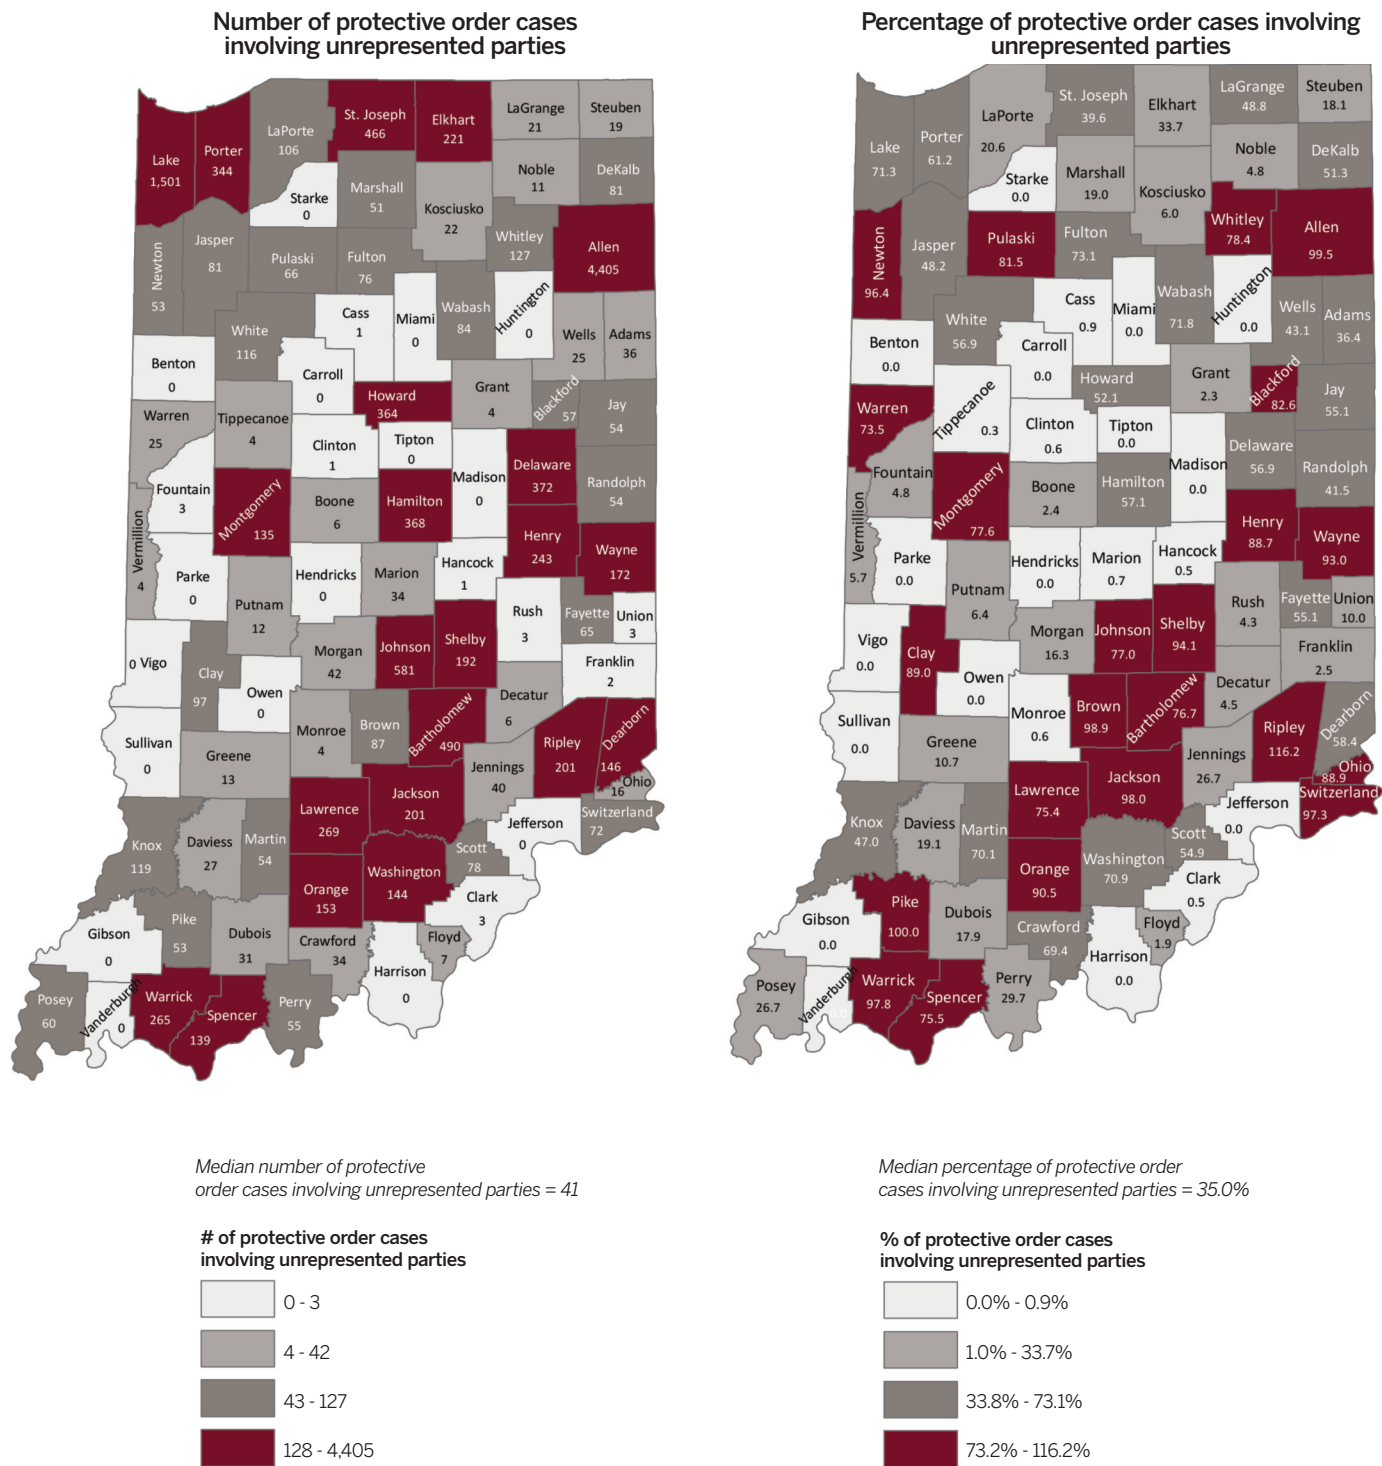 Number of protective order cases
involving unrepresented parties
LaPorte
106
St. Joseph
466
Elkhart
221
LaGrange
21
Steuben
19
Lake
1,501
Porter
344
Starke
0
Marshall
51
Kosciusko
22
Noble
11
DeKalb
81
Newton
53
Jasper
81
Pulaski
66
Fulton
76
Whitley
127
Allen
4,405
White
116
Cass
1
Miami
0
Wabash
84
Huntington
0
Wells
25
Adams
36
Benton
0
Carroll
0
Howard
364
Grant
4
Blackford
57
Jay
54
Warren
25
Tippecanoe
4
Clinton
1
Tipton
0
Madison
0
Delaware
372
Randolph
54
Fountain
3
Montgomery
135
Boone
6
Hamilton
368
Henry
243
Wayne
172
Vermillion
4
Parke
0
Putnam
12
Hendricks
0
Marion
34
Hancock
1
Rush
3
Fayette
65
Union
3
0 Vigo
Clay
97
Owen
0
Morgan
42
Johnson
581
Shelby
192
Franklin
2
Sullivan
0
Greene
13
Monroe
4
Brown
87
Bartholomew
490
Decatur
6
Ripley
201
Dearborn
146
Ohio
16
Knox
119
Daviess
27
Martin
54
Lawrence
269
Jackson
201
Jennings
40
Jefferson
0
Switzerland
72
Orange
153
Washington
144
Scott
78
Clark
3
Gibson
0
Pike
53
Dubois
31
Crawford
34
Harrison
0
Floyd
7
Posey
60
Vanderburgh
0
Warrick
265
Spencer
139
Perry
55
Median number of protective
order cases involving unrepresented parties = 41
# of protective order cases
involving unrepresented parties
0 - 3
4 - 42
43 - 127
128 - 4,405
Percentage of protective order cases involving
unrepresented parties
LaPorte
20.6
St. Joseph
39.6
Elkhart
33.7
LaGrange
48.8
Steuben
18.1
Lake
71.3
Porter
61.2
Starke
0.0
Marshall
19.0
Kosciusko
6.0
Noble
4.8
DeKalb
51.3
Newton
96.4
Jasper
48.2
Pulaski
81.5
Fulton
73.1
Whitley
78.4
Allen
99.5
White
56.9
Cass
0.9
Miami
0.0
Wabash
71.8
Huntington
0.0
Wells
43.1
Adams
36.4
Benton
0.0
Carroll
0.0
Howard
52.1
Grant
2.3
Blackford
82.6
Jay
55.1
Warren
73.5
Tippecanoe
0.3
Clinton
0.6
Tipton
0.0
Madison
0.0
Delaware
56.9
Randolph
41.5
Fountain
4.8
Montgomery
77.6
Boone
2.4
Hamilton
57.1
Henry
88.7
Wayne
93.0
Vermillion
5.7
Parke
0.0
Putnam
6.4
Hendricks
0.0
Marion
0.7
Hancock
0.5
Rush
4.3
Fayette
55.1
Union
10.0
Vigo
0.0
Clay
89.0
Owen
0.0
Morgan
16.3
Johnson
77.0
Shelby
94.1
Franklin
2.5
Sullivan
0.0
Greene
10.7
Monroe
0.6
Brown
98.9
Bartholomew
76.7
Decatur
4.5
Ripley
116.2
Dearborn
58.4
Ohio
88.9
Knox
47.0
Daviess
19.1
Martin
70.1
Lawrence
75.4
Jackson
98.0
Jennings
26.7
Jefferson
0.0
Switzerland
97.3
Orange
90.5
Washington
70.9
Scott
54.9
Clark
0.5
Gibson
0.0
Pike
100.0
Dubois
17.9
Crawford
69.4
Harrison
0.0
Floyd
1.9
Posey
26.7
Vanderburgh
0.0
Warrick
97.8
Spencer
75.5
Perry
29.7
Median percentage of protective order
cases involving unrepresented parties = 35.0%
% of protective order cases
involving unrepresented parties
0.0% - 0.9%
1.0% - 33.7%
33.8% - 73.1%
73.2% - 116.2%